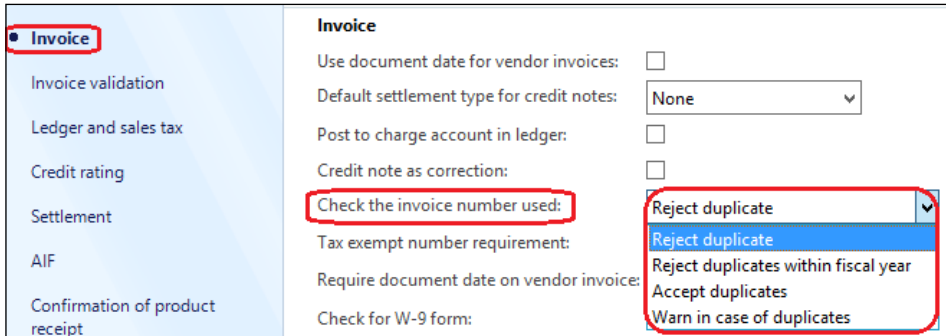 Invoice
Invoice validation
Ledger and sales tax
Credit rating
Settlement
AIF
Confirmation of product
receipt
Invoice
Use document date for vendor invoices:
Default settlement type for credit notes: None
Post to charge account in ledger:
Credit note as correction:
Check the invoice number used: Reject duplicate
Tax exempt number requirement:
Require document date on vendor invoice:
Check for W-9 form:
Reject duplicate
Reject duplicates within fiscal year
Accept duplicates
Warn in case of duplicates